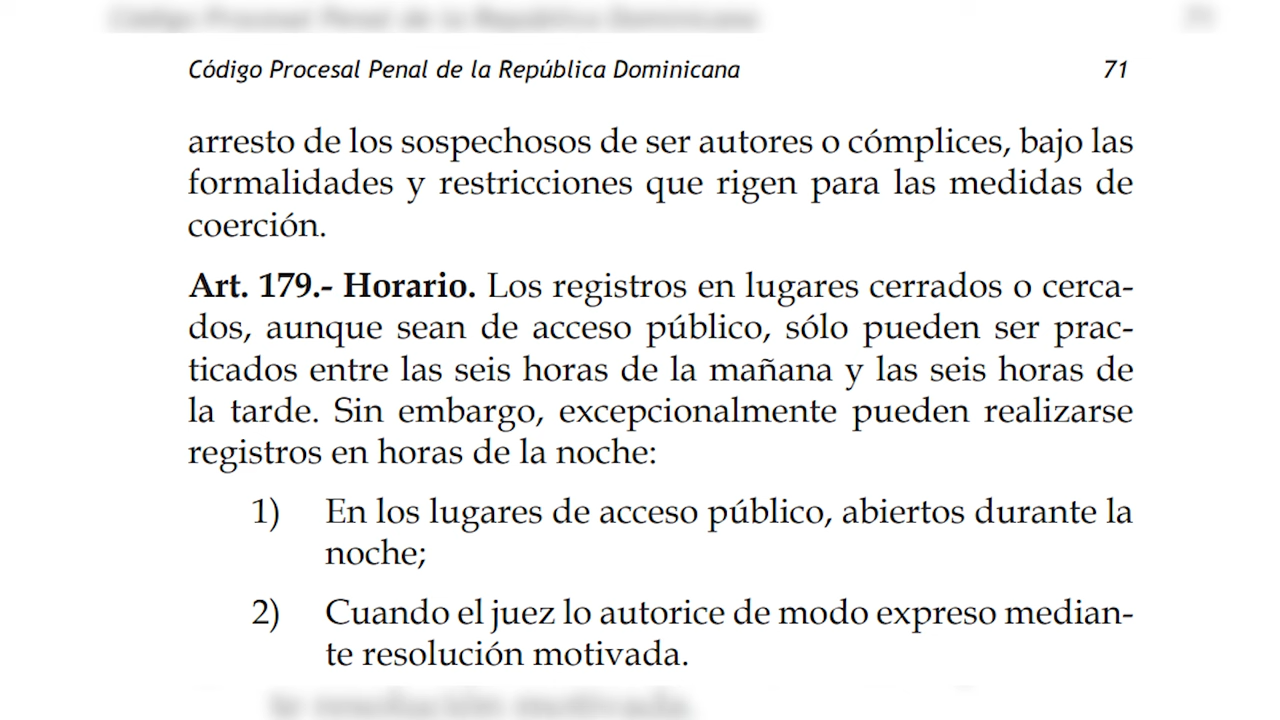 Código Procesal Penal de la República Dominicana 71
arresto de los sospechosos de ser autores o cómplices, bajo las
formalidades y restricciones que rigen para las medidas de
coerción.
Art. 179.- Horario. Los registros en lugares cerrados o cerca-
dos, aunque sean de acceso público, sólo pueden ser prac-
ticados entre las seis horas de la mañana y las seis horas de
la tarde. Sin embargo, excepcionalmente pueden realizarse
registros en horas de la noche:
1) En los lugares de acceso público, abiertos durante la
noche;
2) Cuando el juez lo autorice de modo expreso median-
te resolución motivada.